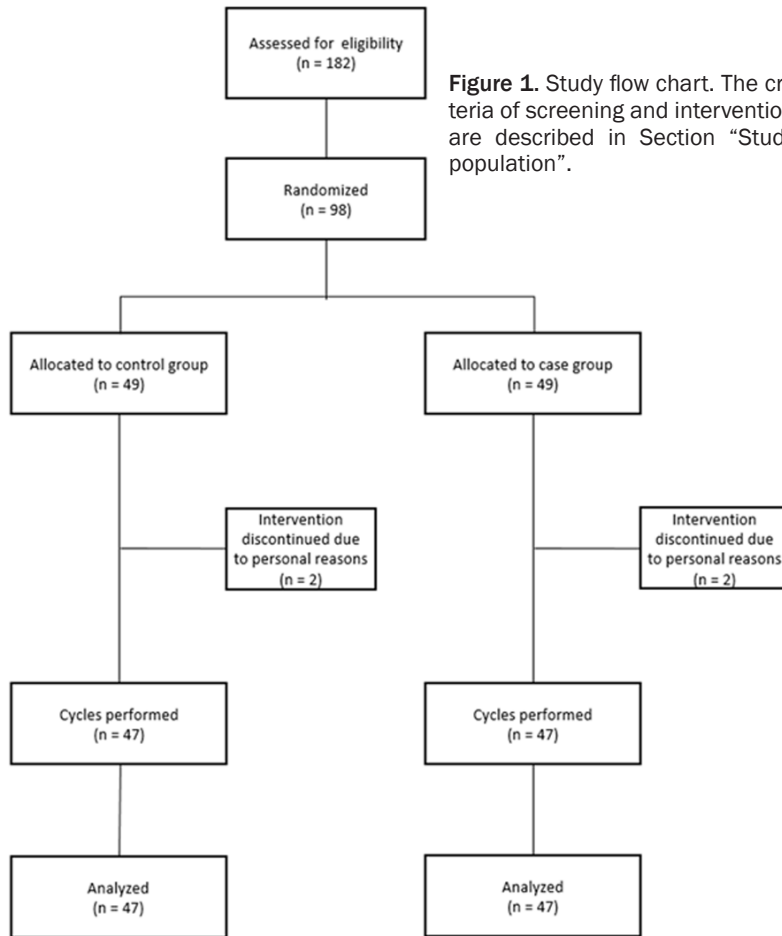 Assessed for eligibility
(n = 182)
Figure 1. Study flow chart. The cri
teria of screening and intervention
are described in Section “Stud
population”.
Randomized
(n = 98)
Allocated to control group
(n = 49)
Allocated to case group
(n = 49)
Intervention
discontinued due
to personal reasons
(n = 2)
Intervention
discontinued due
to personal reasons
(n = 2)
Cycles performed
(n = 47)
Cycles performed
(n = 47)
Analyzed
(n = 47)
Analyzed
(n = 47)